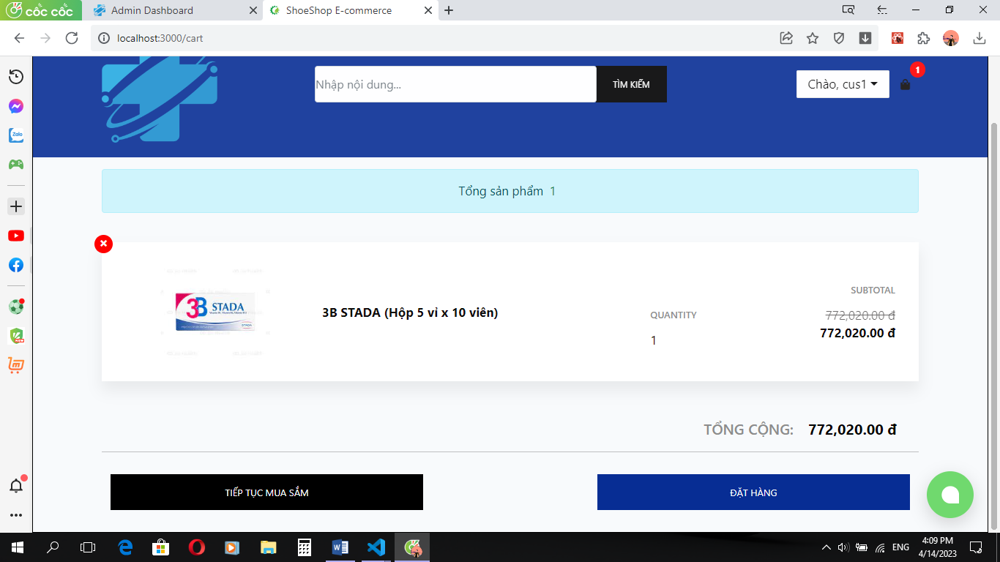 cốc cốc
Admin Dashboard
ShoeShop E-commerce
localhost:3000/cart
Nhập nội dung...
TÌM KIẾM
Chào, cus1
1
Zalo
Tổng sản phẩm 1
3B STADA
STADA
3B STADA (Hộp 5 vỉ x 10 viên)
QUANTITY
1
SUBTOTAL
772,020.00 đ
772,020.00 đ
NEW
TỔNG CỘNG: 772,020.00 đ
TIẾP TỤC MUA SẮM
ĐẶT HÀNG
ENG
4:09 PM
4/14/2023